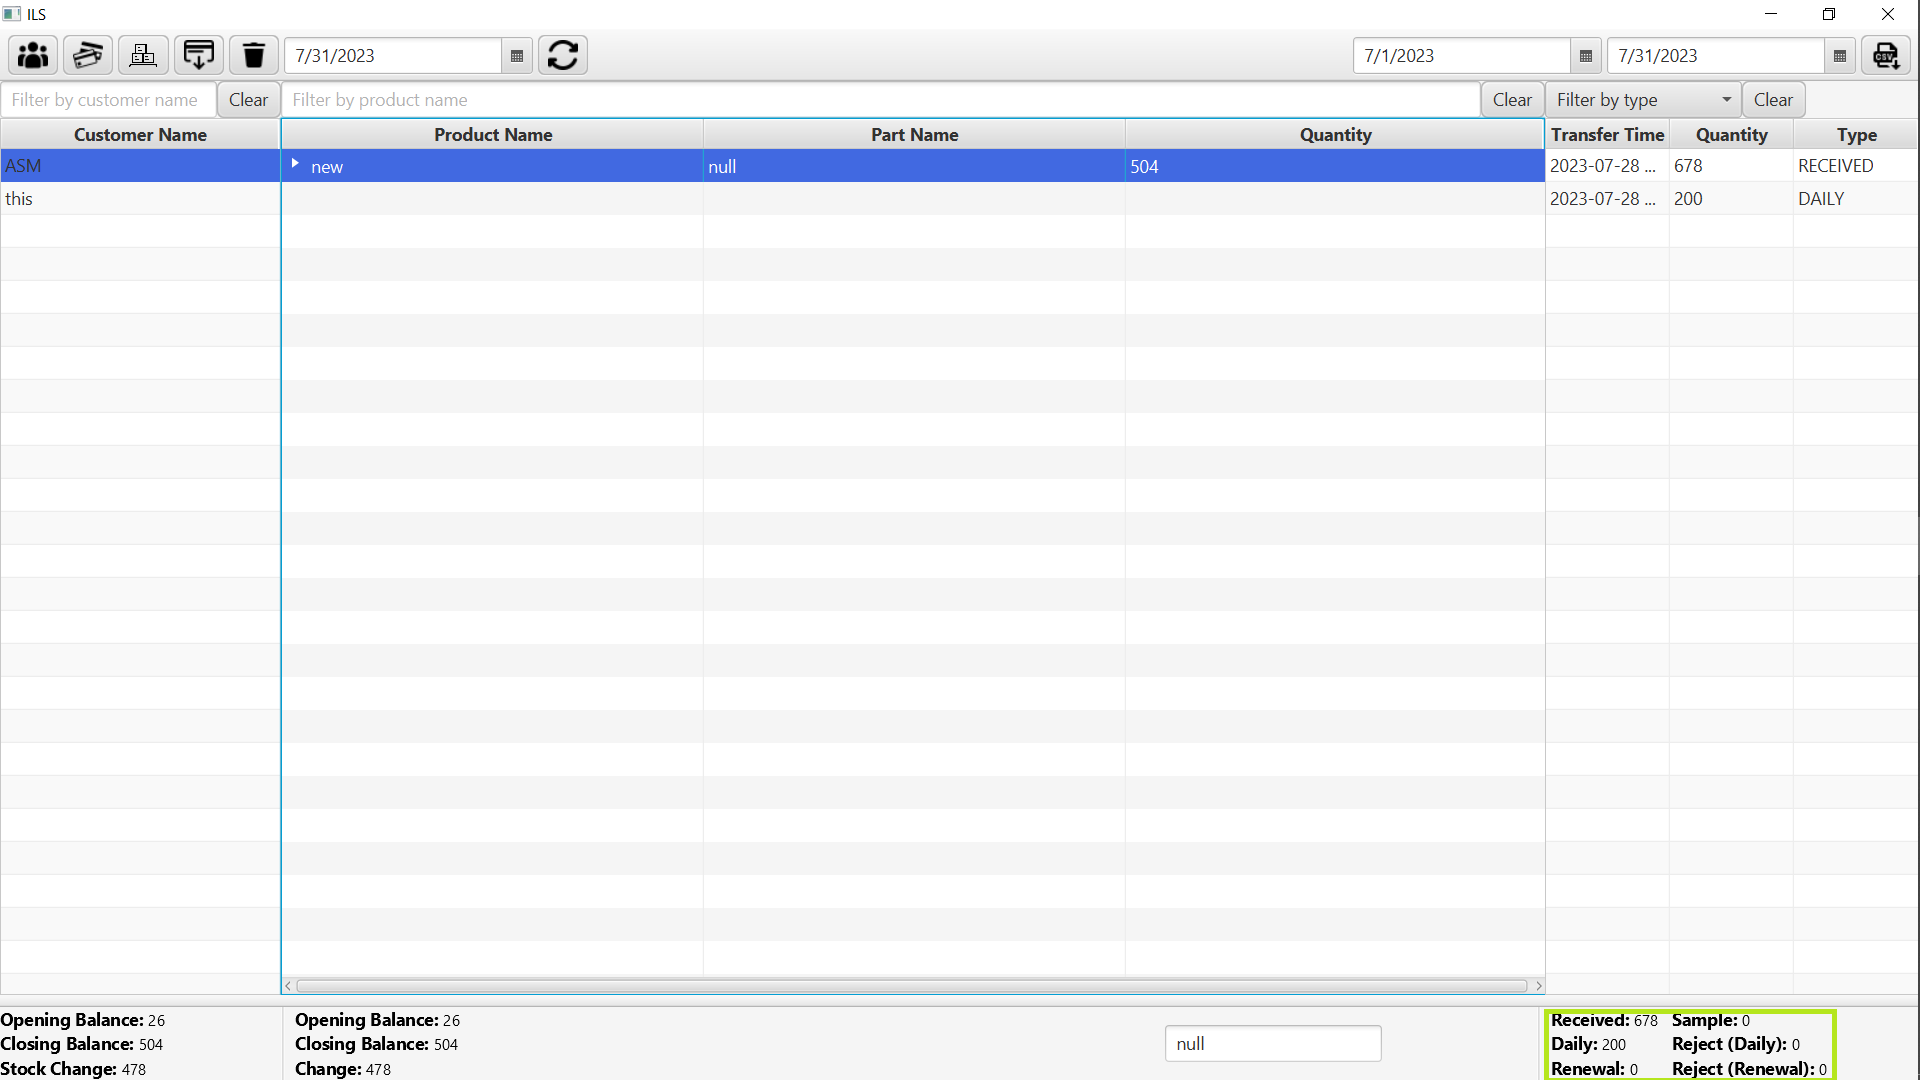 ILS
7/31/2023
7/1/2023
7/31/2023
CSV
Filter by customer name
Clear
Filter by product name
Clear
Filter by type
Clear
Customer Name
Product Name
Part Name
Quantity
Transfer Time
Quantity
Type
ASM
new
null
504
2023-07-28 ...
678
RECEIVED
this
2023-07-28 ...
200
DAILY
Opening Balance: 26
Closing Balance: 504
Stock Change: 478
Opening Balance: 26
Closing Balance: 504
Change: 478
null
Received: 678
Sample: 0
Daily: 200
Reject (Daily): 0
Renewal: 0
Reject (Renewal): 0